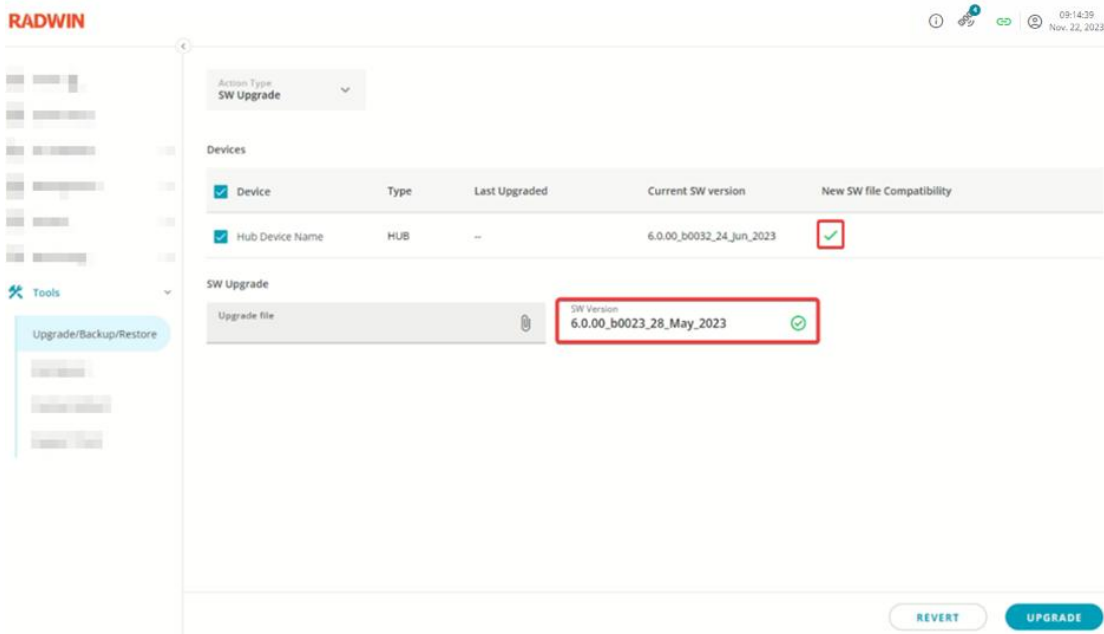 RADWIN
4
09:14:39
Nov. 22, 2023
Action Type
SW Upgrade
Devices
Device Type Last Upgraded Current SW version New SW file Compatibility
Hub Device Name HUB -- 6.0.00_b0032_24_Jun_2023
Tools
SW Upgrade
Upgrade file
SW Version
6.0.00_b0023_28_May_2023
Upgrade/Backup/Restore
REVERT UPGRADE